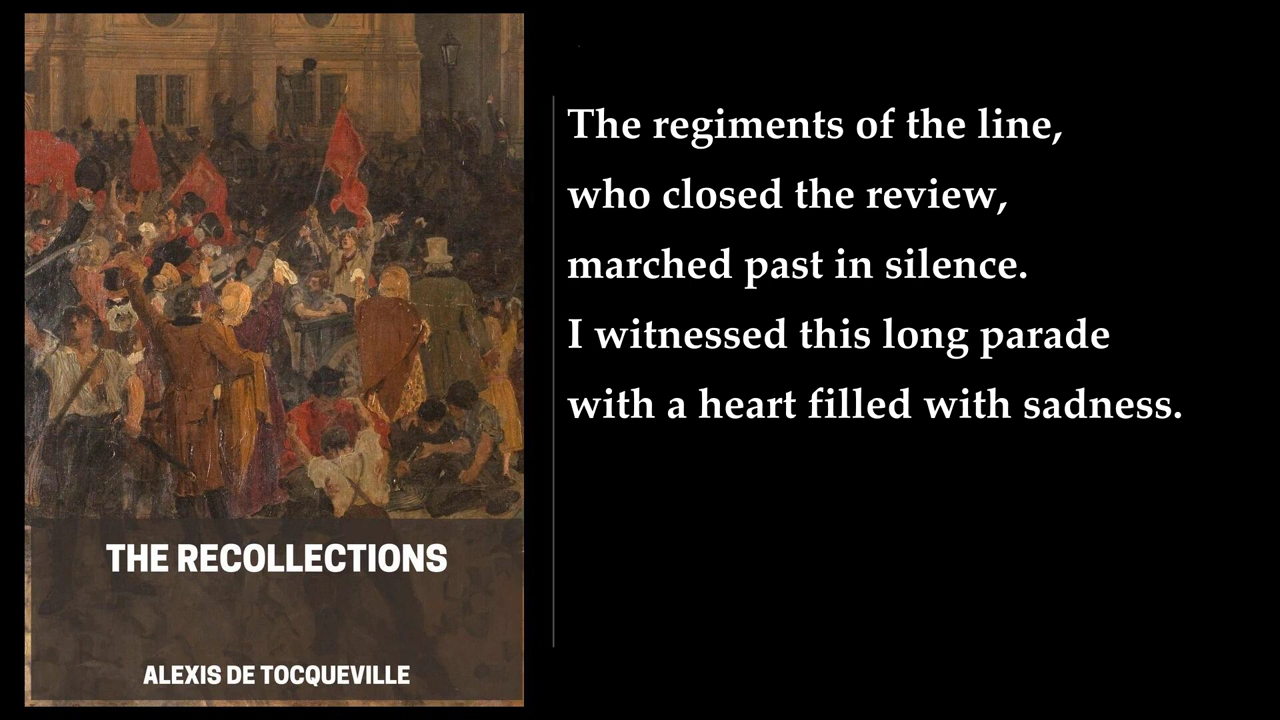 The regiments of the line,
who closed the review,
marched past in silence.
I witnessed this long parade
with a heart filled with sadness.
THE RECOLLECTIONS
ALEXIS DE TOCQUEVILLE